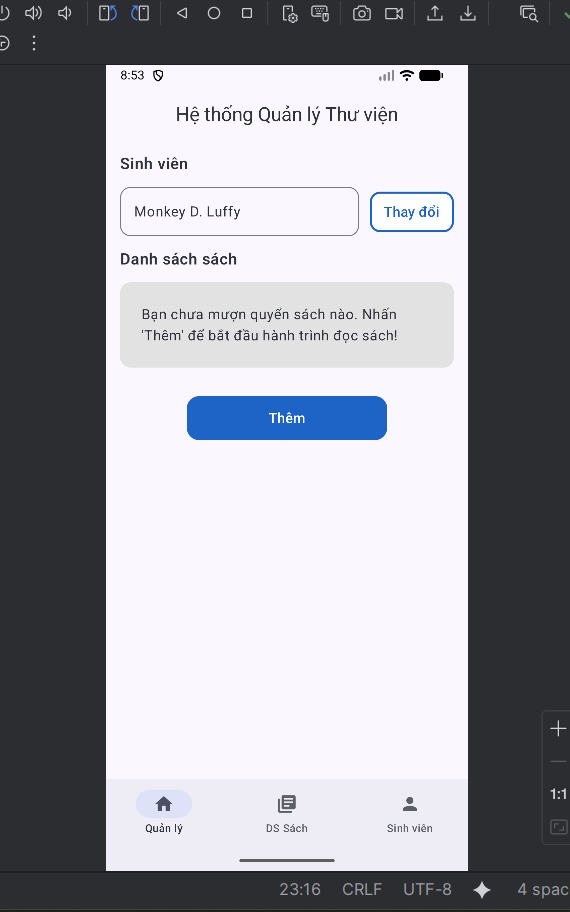 8:53
Hệ thống Quản lý Thư viện
Sinh viên
Monkey D. Luffy
Thay đổi
Danh sách sách
Bạn chưa mượn quyển sách nào. Nhấn
'Thêm' để bắt đầu hành trình đọc sách!
Thêm
Quản lý
DS Sách
Sinh viên
1:1
23:16 CRLF UTF-8 4 spac